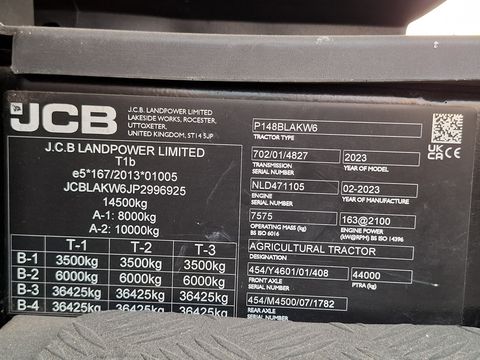 JCB
J.C.B. LANDPOWER LIMITED
LAKESIDE WORKS, ROCESTER,
UTTOXETER,
UNITED KINGDOM, ST14 5JP
J.C.B LANDPOWER LIMITED
T1b
e5*167/2013*01005
JCBLAKW6JP2996925
14500kg
A-1: 8000kg
A-2: 10000kg
T-1 T-2 T-3
B-1 3500kg 3500kg 3500kg
B-2 6000kg 6000kg 6000kg
B-3 36425kg 36425kg 36425kg
B-4 36425kg 36425kg 36425kg
P148BLAKW6
TRACTOR TYPE
702/01/4827 2023
TRANSMISSION SERIAL NUMBER
MODEL YEAR
NLD471105 02-2023
ENGINE SERIAL NUMBER
YEAR OF MANUFACTURE
7575 163@2100
OPERATING MASS (kg) BS ISO 6016
ENGINE POWER (kW@RPM) BS ISO 14396
AGRICULTURAL TRACTOR
DESIGNATION
454/Y4601/01/408 44000
FRONT AXLE SERIAL NUMBER
PTRA (kg)
454/M4500/07/1782
UK
CA
CE